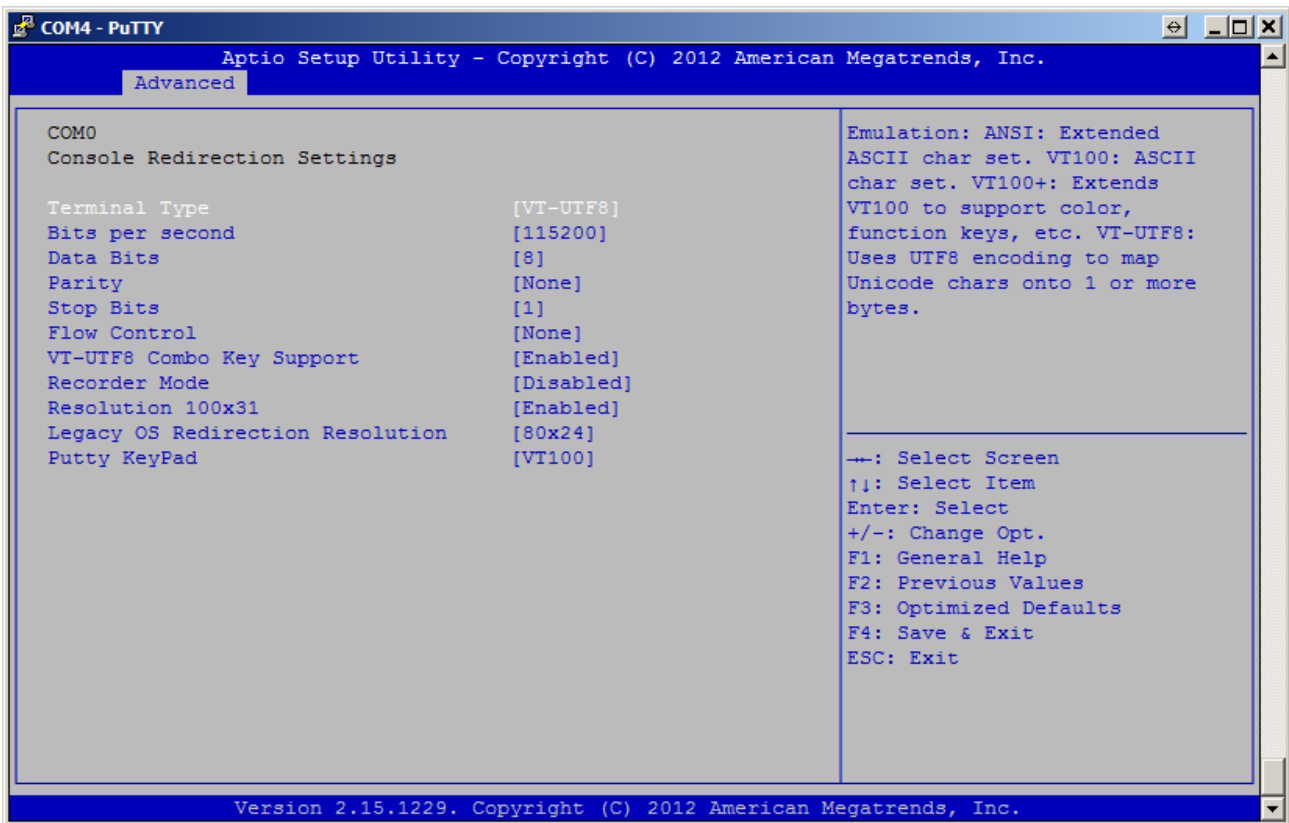 COM4 - PuTTY
Aptio Setup Utility - Copyright (C) 2012 American Megatrends, Inc.
Advanced
COM0
Console Redirection Settings
Terminal Type [VT-UTF8]
Bits per second [115200]
Data Bits [8]
Parity [None]
Stop Bits [1]
Flow Control [None]
VT-UTF8 Combo Key Support [Enabled]
Recorder Mode [Disabled]
Resolution 100x31 [Enabled]
Legacy OS Redirection Resolution [80x24]
Putty KeyPad [VT100]
Emulation: ANSI: Extended
ASCII char set. VT100: ASCII
char set. VT100+: Extends
VT100 to support color,
function keys, etc. VT-UTF8:
Uses UTF8 encoding to map
Unicode chars onto 1 or more
bytes.
→←: Select Screen
↑↓: Select Item
Enter: Select
+/-: Change Opt.
F1: General Help
F2: Previous Values
F3: Optimized Defaults
F4: Save & Exit
ESC: Exit
Version 2.15.1229. Copyright (C) 2012 American Megatrends, Inc.